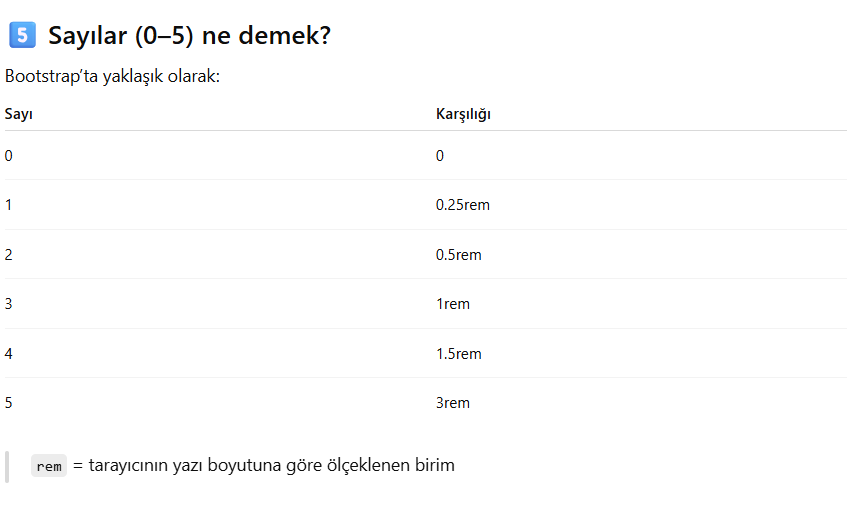 5 Sayılar (0–5) ne demek?
Bootstrap’ta yaklaşık olarak:
Sayı Karşılığı
0 0
1 0.25rem
2 0.5rem
3 1rem
4 1.5rem
5 3rem
rem = tarayıcının yazı boyutuna göre ölçeklenen birim